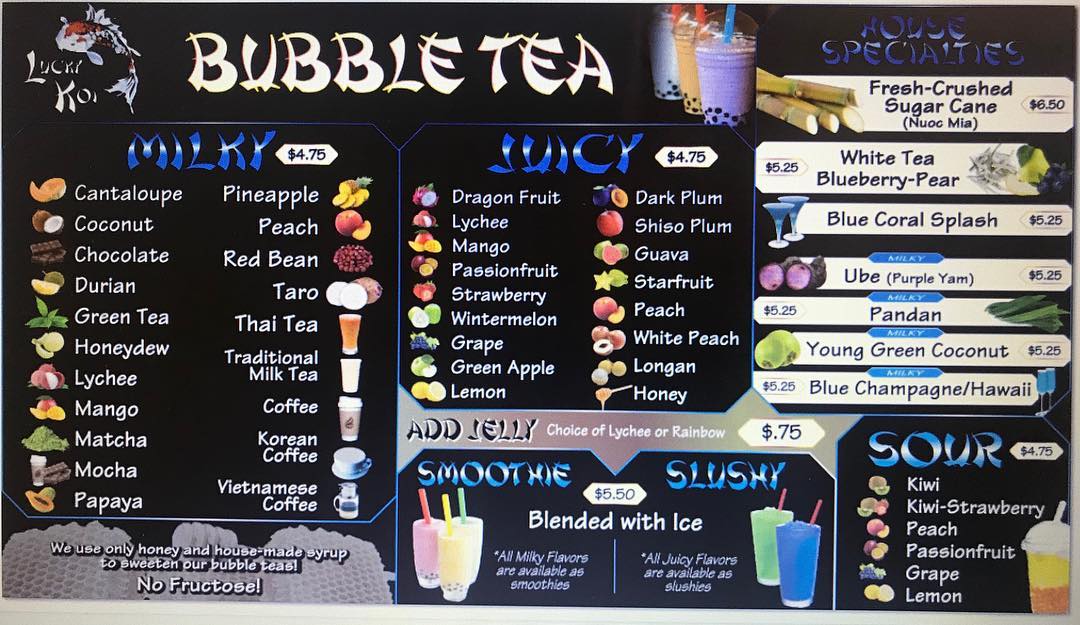 LUCKY
KOI
BUBBLE TEA
MILKY $4.75
Cantaloupe
Coconut
Chocolate
Durian
Green Tea
Honeydew
Lychee
Mango
Matcha
Mocha
Papaya
Pineapple
Peach
Red Bean
Taro
Thai Tea
Traditional
Milk Tea
Coffee
Korean
Coffee
Vietnamese
Coffee
We use only honey and house-made syrup
to sweeten our bubble teas!
No Fructose!
JUICY $4.75
Dragon Fruit
Lychee
Mango
Passionfruit
Strawberry
Wintermelon
Grape
Green Apple
Lemon
Dark Plum
Shiso Plum
Guava
Starfruit
Peach
White Peach
Longan
Honey
ADD JELLY Choice of Lychee or Rainbow $.75
SMOOTHIE SLUSHY
$5.50
Blended with Ice
*All Milky Flavors
are available as
smoothies
*All Juicy Flavors
are available as
slushies
HOUSE
SPECIALTIES
Fresh-Crushed
Sugar Cane $6.50
(Nuoc Mia)
$5.25 White Tea
Blueberry-Pear
Blue Coral Splash $5.25
MILKY
Ube (Purple Yam) $5.25
MILKY
$5.25 Pandan
MILKY
Young Green Coconut $5.25
MILKY
$5.25 Blue Champagne/Hawaii
SOUR $4.75
Kiwi
Kiwi-Strawberry
Peach
Passionfruit
Grape
Lemon